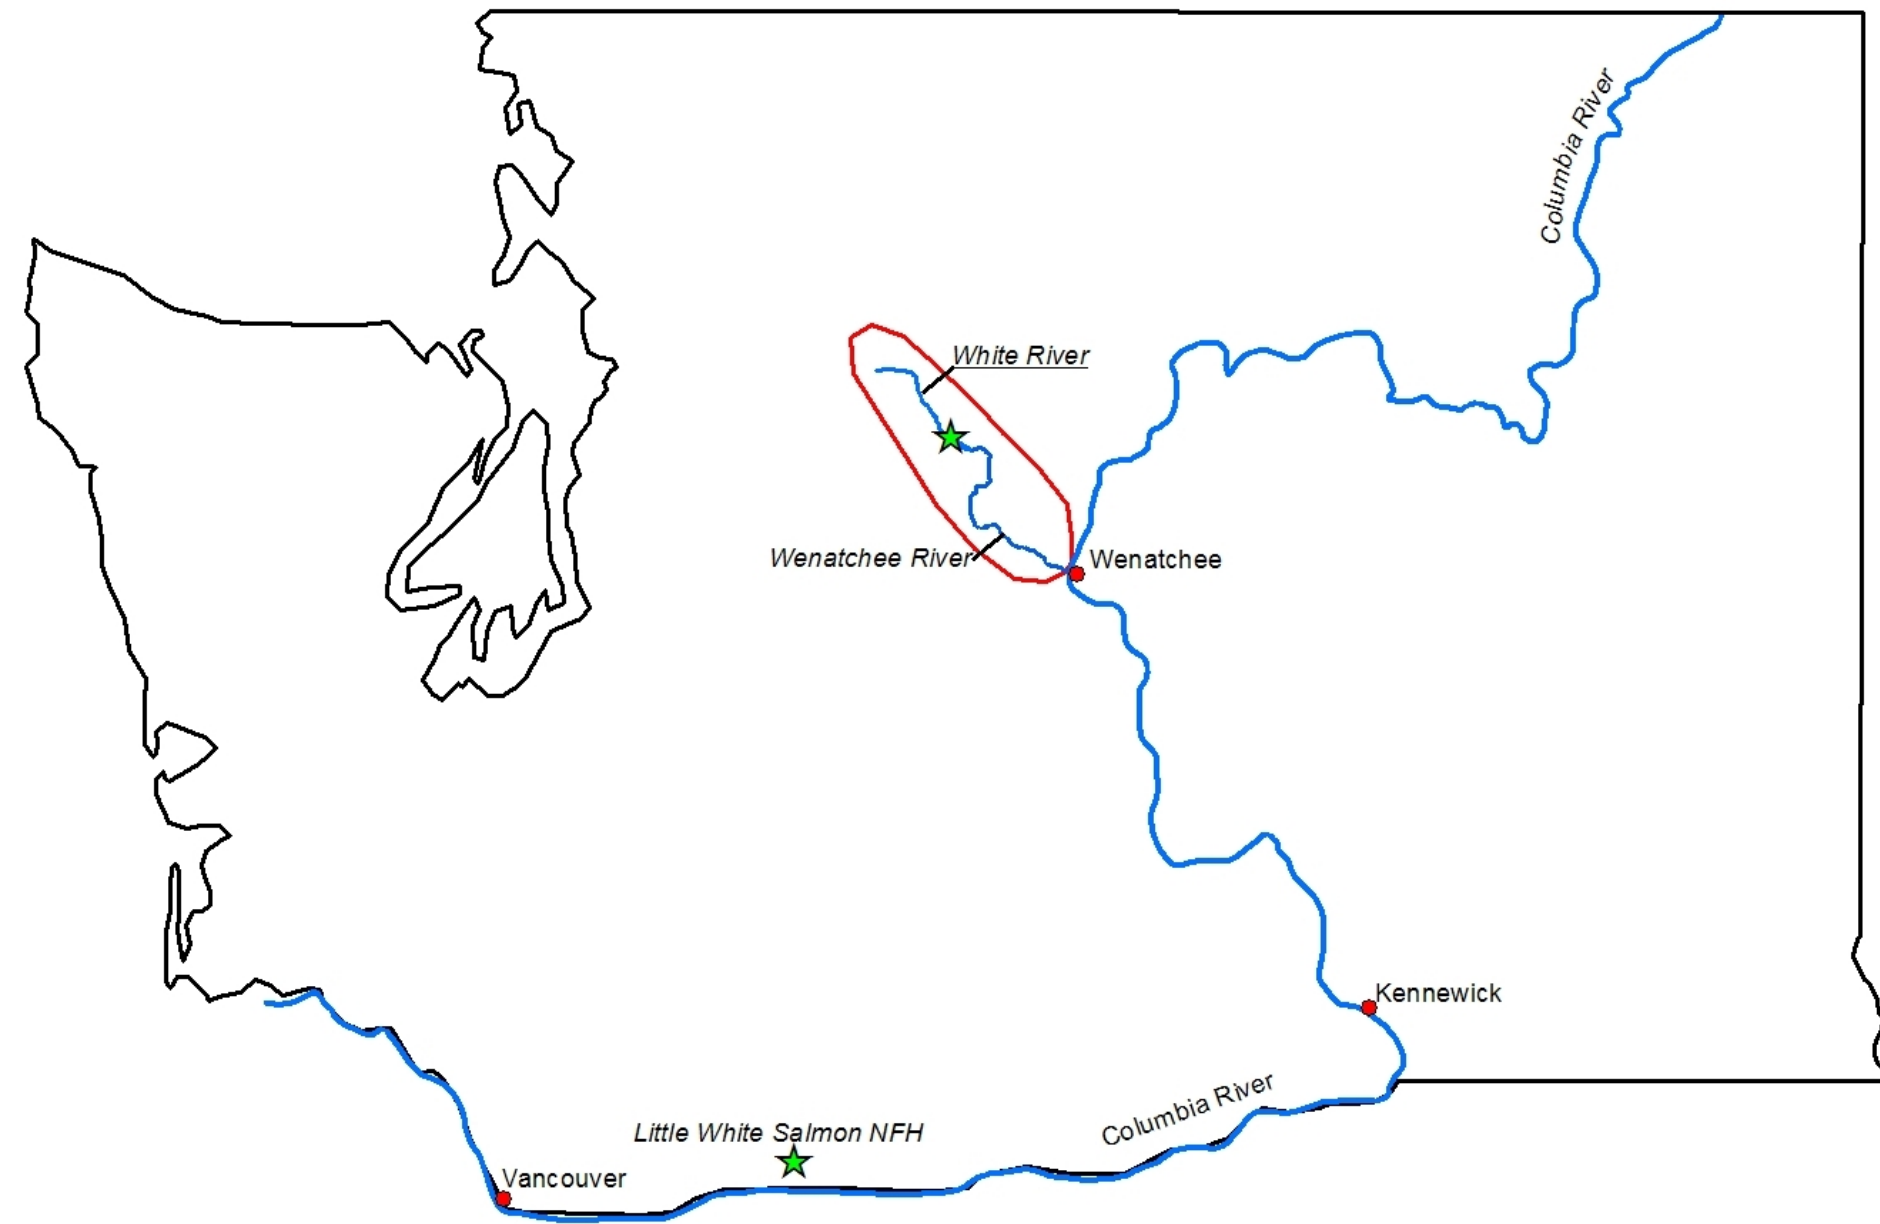 Columbia River
White River
Wenatchee River
Wenatchee
Kennewick
Columbia River
Little White Salmon NFH
Vancouver